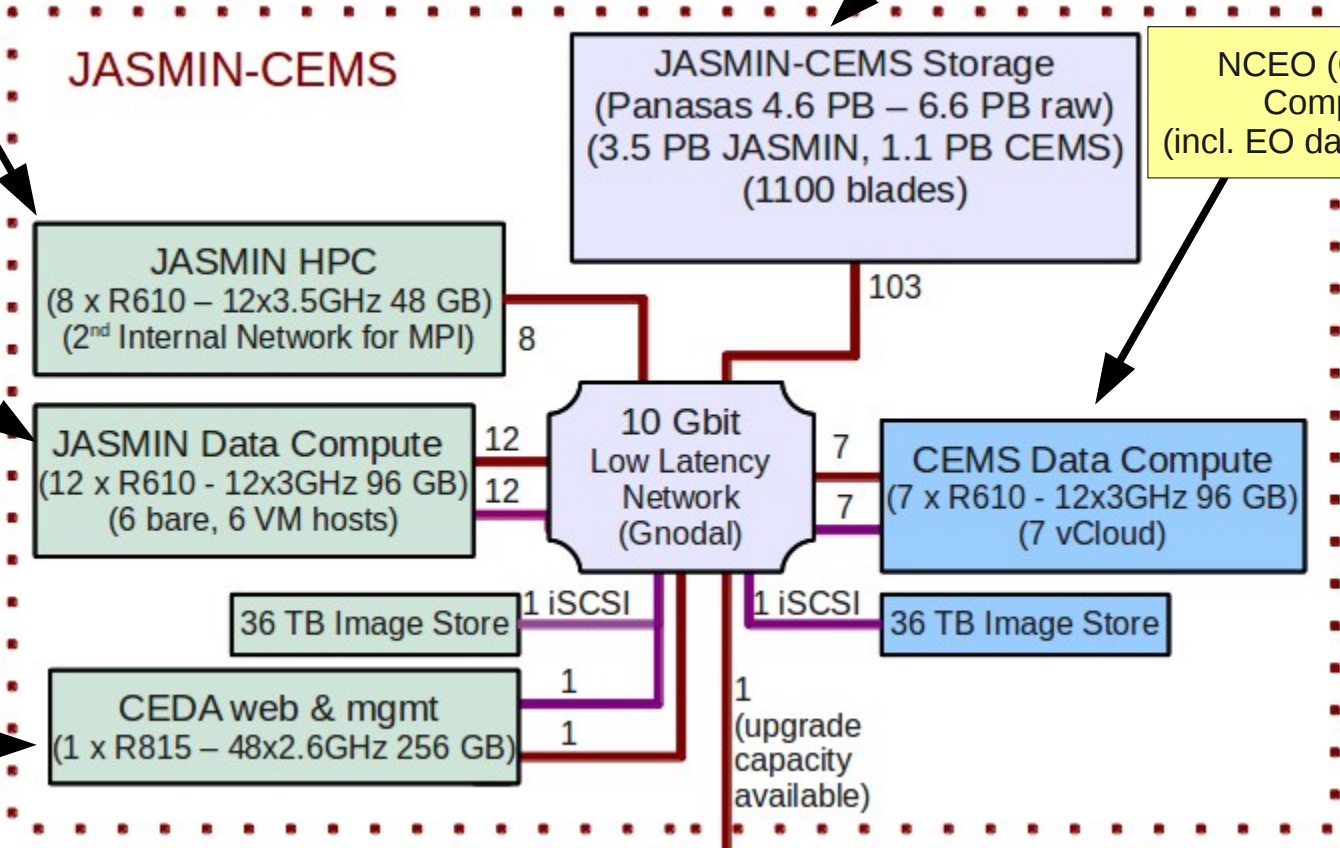 JASMIN-CEMS
JASMIN-CEMS Storage
(Panasas 4.6 PB – 6.6 PB raw)
(3.5 PB JASMIN, 1.1 PB CEMS)
(1100 blades)
NCEO (
Comp
(incl. EO da
103
JASMIN HPC
(8 x R610 – 12x3.5GHz 48 GB)
(2nd Internal Network for MPI)
8
JASMIN Data Compute
(12 x R610 - 12x3GHz 96 GB)
(6 bare, 6 VM hosts)
12
12
10 Gbit
Low Latency
Network
(Gnodal)
7
7
CEMS Data Compute
(7 x R610 - 12x3GHz 96 GB)
(7 vCloud)
36 TB Image Store
1 iSCSI
1 iSCSI
36 TB Image Store
CEDA web & mgmt
(1 x R815 – 48x2.6GHz 256 GB)
1
1
1
(upgrade
capacity
available)